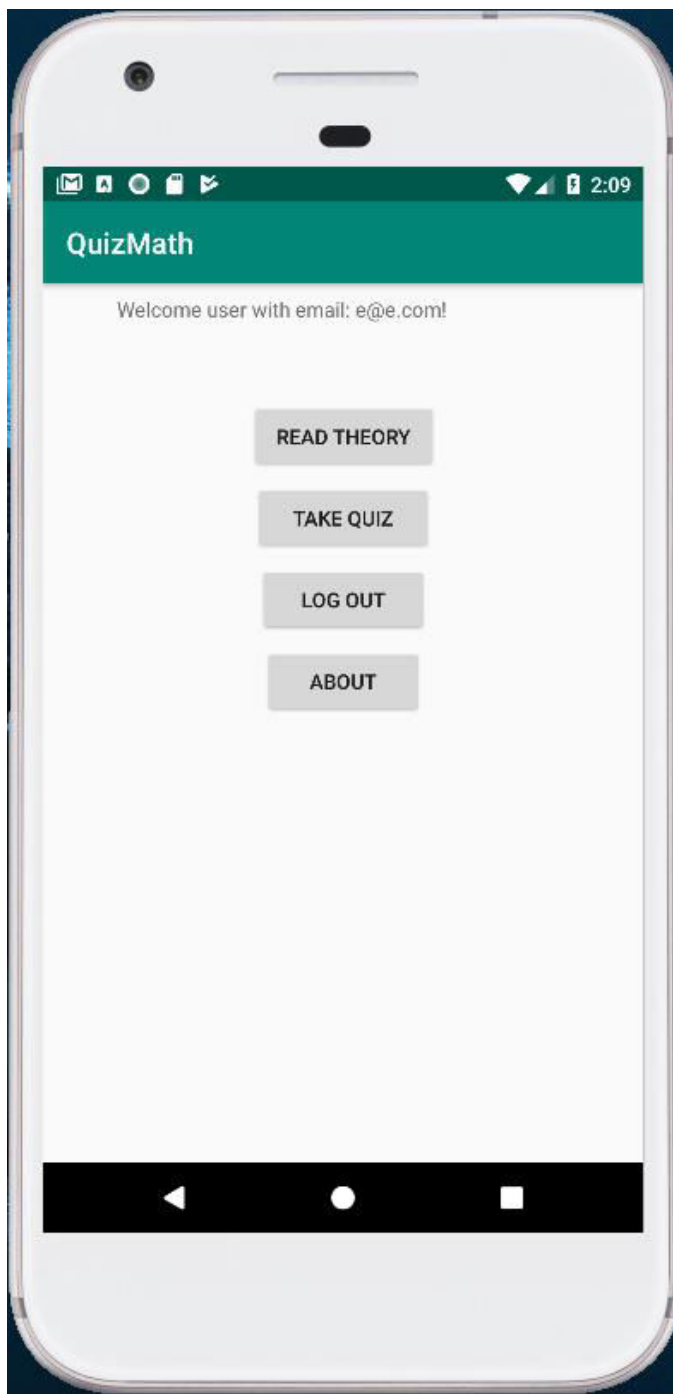 2:09
QuizMath
Welcome user with email: e@e.com!
READ THEORY
TAKE QUIZ
LOG OUT
ABOUT